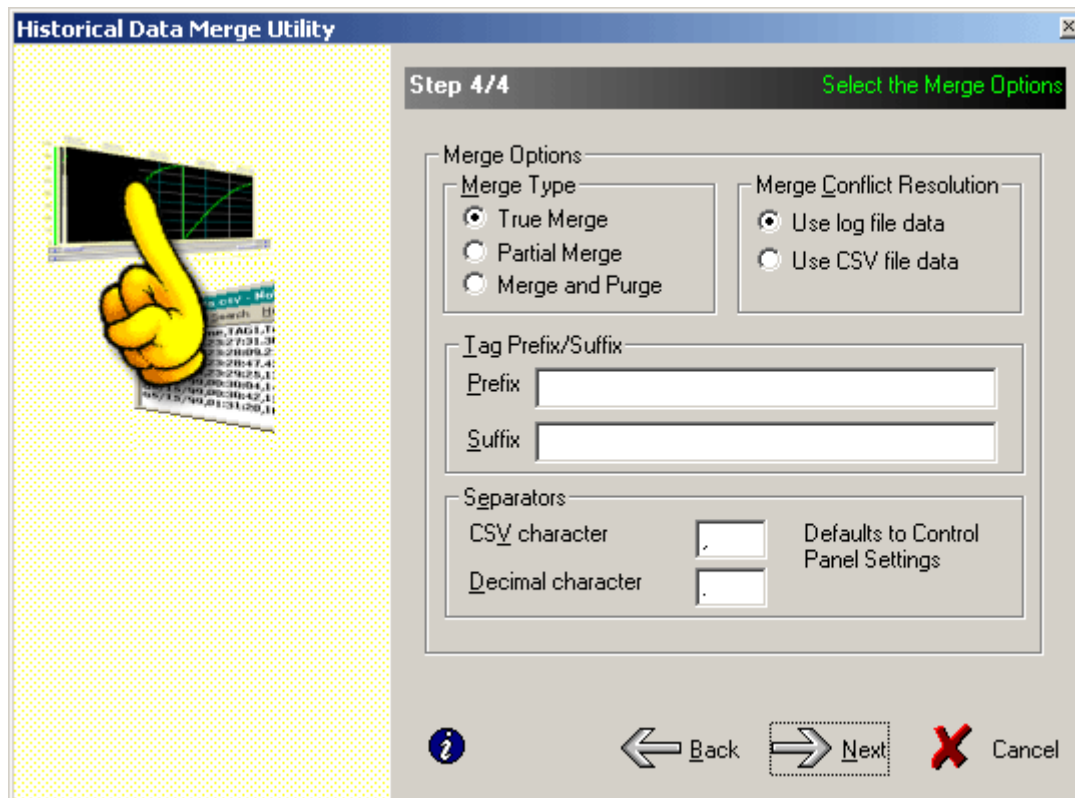 Historical Data Merge Utility
Step 4/4
Select the Merge Options
Merge Options
Merge Type
True Merge
Partial Merge
Merge and Purge
Merge Conflict Resolution
Use log file data
Use CSV file data
Tag Prefix/Suffix
Prefix
Suffix
Separators
CSV character
,
Defaults to Control
Panel Settings
Decimal character
.
Back
Next
Cancel